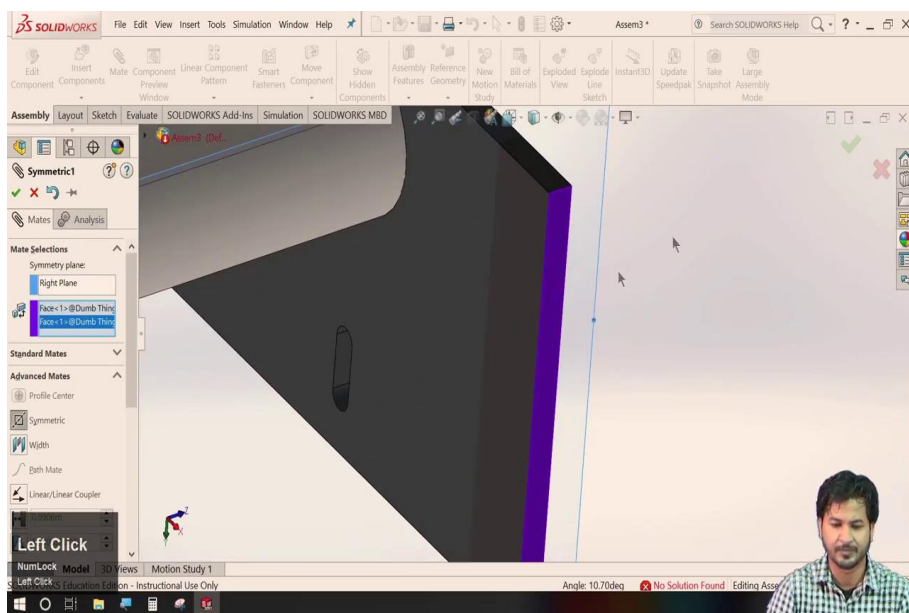 SOLIDWORKS File Edit View Insert Tools Simulation Window Help Assem3 * Search SOLIDWORKS Help
Edit Component Insert Components Mate Component Preview Window Linear Component Pattern Smart Fasteners Move Component Show Hidden Components Assembly Features Reference Geometry New Motion Study Bill of Materials Exploded View Explode Line Sketch Instant3D Update Speedpak Take Snapshot Large Assembly Mode
Assembly Layout Sketch Evaluate SOLIDWORKS Add-Ins Simulation SOLIDWORKS MBD
Assem3 (Def...
Symmetric1
Mates Analysis
Mate Selections
Symmetry plane:
Right Plane
Face<1>@Dumb Thing
Face<1>@Dumb Thing
Standard Mates
Advanced Mates
Profile Center
Symmetric
Width
Path Mate
Linear/Linear Coupler
Z
X
Y
Left Click
NumLock
Left Click
Model 3D Views Motion Study 1
SOLIDWORKS Education Edition - Instructional Use Only Angle: 10.70deg No Solution Found Editing Asse